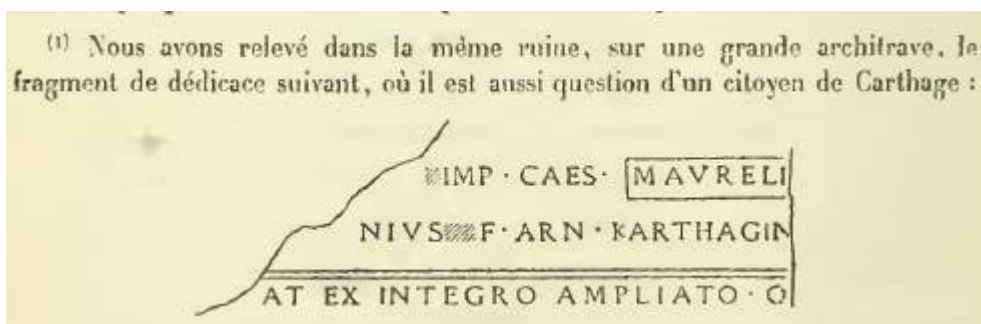 (1) Nous avons relevé dans la même ruine, sur une grande architrave, le
fragment de dédicace suivant, où il est aussi question d'un citoyen de Carthage :
IMP · CAES · MAVRELI
NIVS F · ARN · KARTHAGIN
AT EX INTEGRO AMPLIATO · O